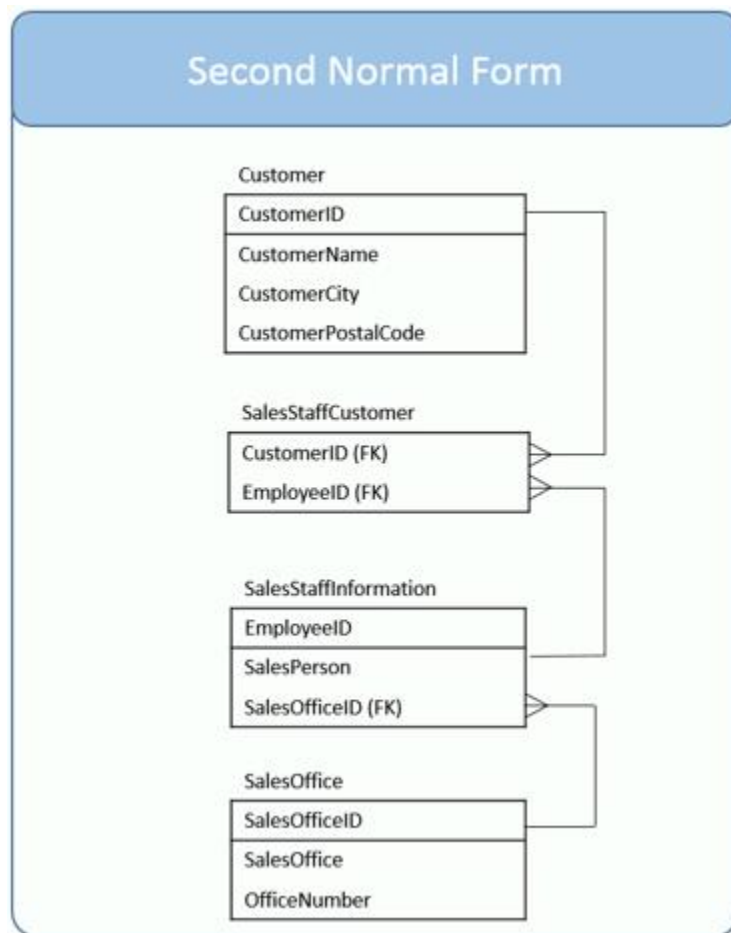 Second Normal Form
Customer
CustomerID
CustomerName
CustomerCity
CustomerPostalCode
SalesStaffCustomer
CustomerID (FK)
EmployeeID (FK)
SalesStaffInformation
EmployeeID
SalesPerson
SalesOfficeID (FK)
SalesOffice
SalesOfficeID
SalesOffice
OfficeNumber